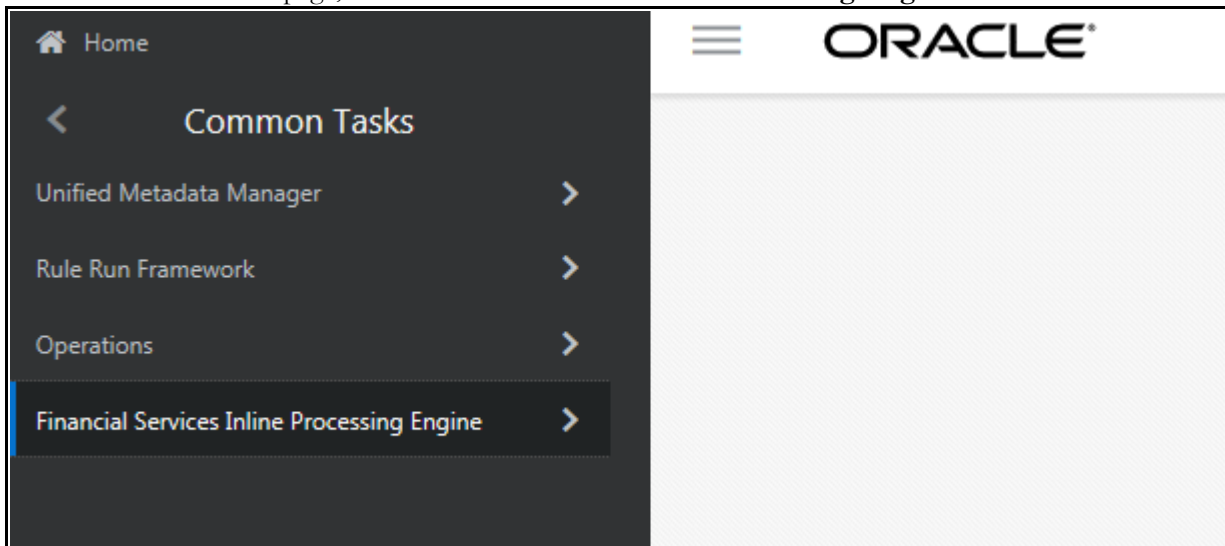 Home
ORACLE®
Common Tasks
Unified Metadata Manager
Rule Run Framework
Operations
Financial Services Inline Processing Engine